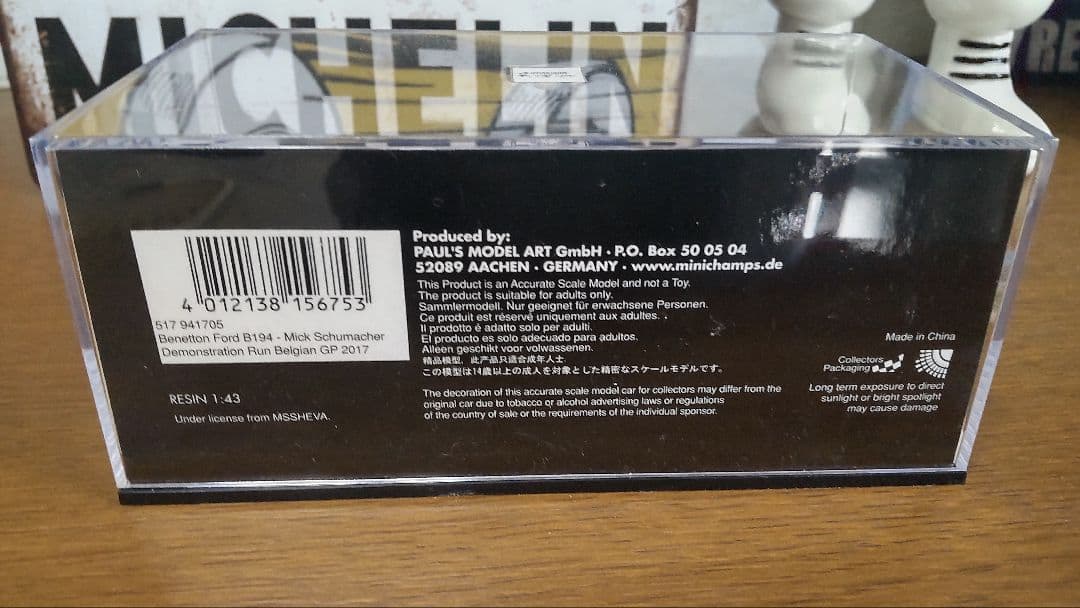 MICHELIN
RE
4 012138 156753
517 941705
Benetton Ford B194 - Mick Schumacher
Demonstration Run Belgian GP 2017
RESIN 1:43
Under license from MSSHEVA.
Produced by:
PAUL'S MODEL ART GmbH · P.O. Box 50 05 04
52089 AACHEN · GERMANY · www.minichamps.de
This Product is an Accurate Scale Model and not a Toy.
The product is suitable for adults only.
Sammlermodell. Nur geeignet für erwachsene Personen.
Ce produit est réservé uniquement aux adultes.
Il prodotto è adatto solo per adulti.
El producto es solo adecuado para adultos.
Alleen geschikt voor volwassenen.
精品模型，此产品只适合成年人士.
この模型は14歳以上の成人を対象とした精密なスケールモデルです。
The decoration of this accurate scale model car for collectors may differ from the
original car due to tobacco or alcohol advertising laws or regulations
of the country of sale or the requirements of the individual sponsor.
Made in China
Collectors
Packaging
Long term exposure to direct
sunlight or bright spotlight
may cause damage